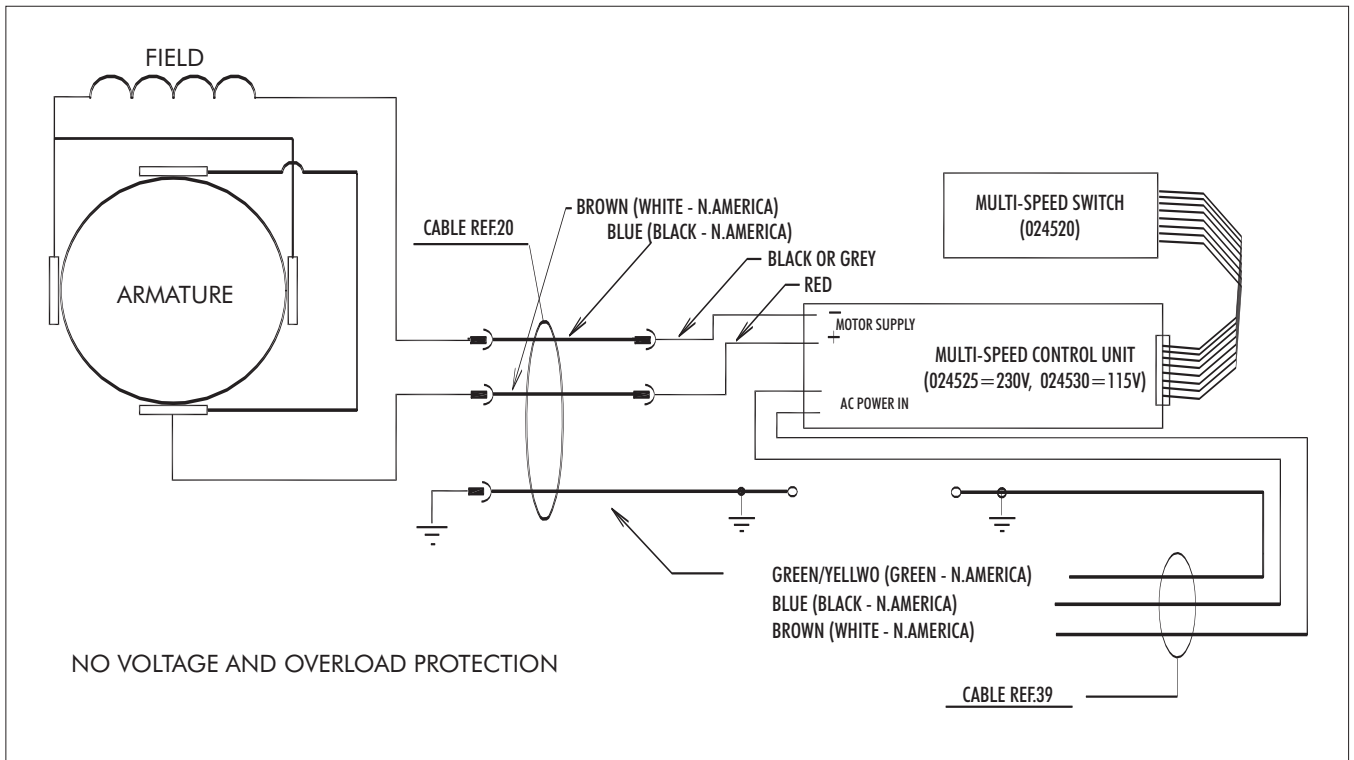 FIELD
ARMATURE
CABLE REF.20
BROWN (WHITE - N.AMERICA)
BLUE (BLACK - N.AMERICA)
BLACK OR GREY
RED
MULTI-SPEED SWITCH
(024520)
−
MOTOR SUPPLY
+
MULTI-SPEED CONTROL UNIT
(024525=230V, 024530=115V)
AC POWER IN
GREEN/YELLWO (GREEN - N.AMERICA)
BLUE (BLACK - N.AMERICA)
BROWN (WHITE - N.AMERICA)
NO VOLTAGE AND OVERLOAD PROTECTION
CABLE REF.39